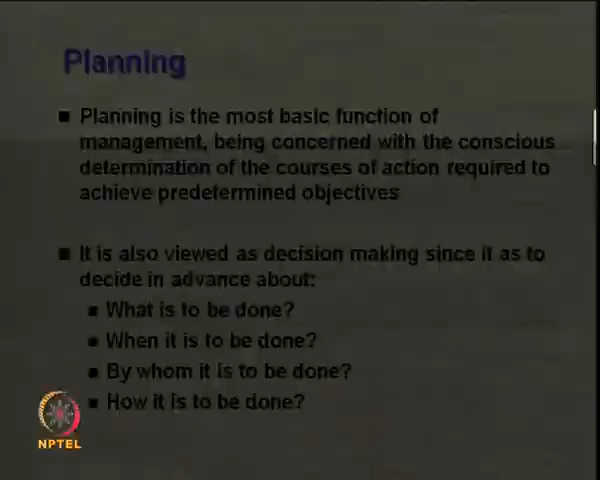 Planning
Planning is the most basic function of
management, being concerned with the conscious
determination of the courses of action required to
achieve predetermined objectives
It is also viewed as decision making since it as to
decide in advance about:
What is to be done?
When it is to be done?
By whom it is to be done?
How it is to be done?
NPTEL